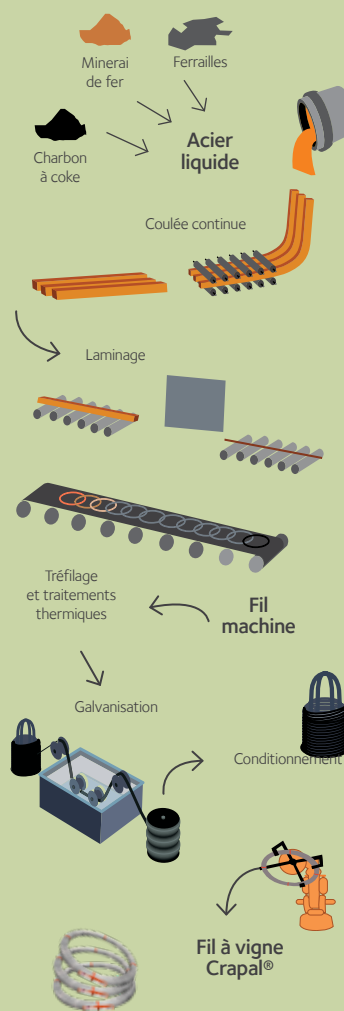 Minerai
de fer
Ferrailles
Charbon
à coke
Acier
liquide
Coulée continue
Laminage
Tréfilage
et traitements
thermiques
Fil
machine
Galvanisation
Conditionnement
Fil à vigne
Crapal®